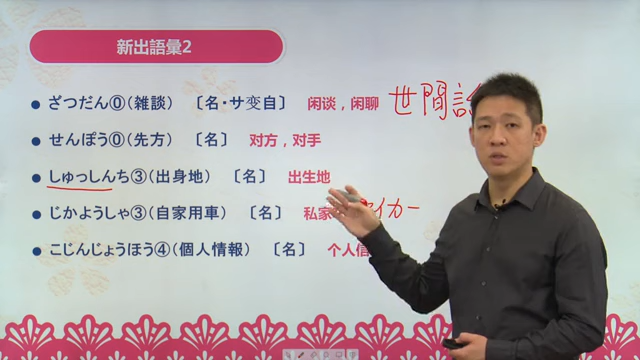 新出語彙2
● ざつだん⓪(雑談) 〔名・サ変自〕 闲谈，闲聊 世間話
● せんぽう⓪(先方) 〔名〕 对方，对手
● しゅっしんち③(出身地) 〔名〕 出生地
● じかようしゃ③(自家用車) 〔名〕 私家 マイカー
● こじんじょうほう④(個人情報) 〔名〕 个人信